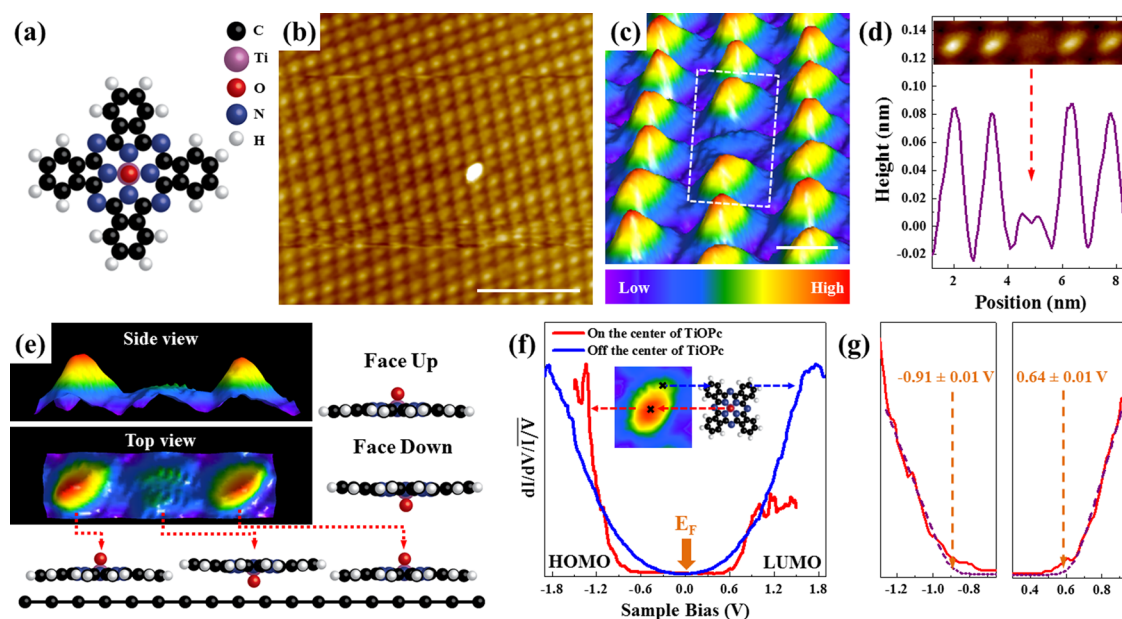 (a)
C
Ti
O
N
H
(b)
(c)
Low
High
(d)
0.14
0.12
0.10
0.08
0.06
0.04
0.02
0.00
-0.02
Height (nm)
2
4
6
8
Position (nm)
(e)
Side view
Face Up
Top view
Face Down
(f)
On the center of TiOPc
Off the center of TiOPc
dI/dV/I/V
E_F
HOMO
LUMO
-1.8
-1.2
-0.6
0.0
0.6
1.2
1.8
Sample Bias (V)
(g)
-0.91 ± 0.01 V
0.64 ± 0.01 V
-1.2
-1.0
-0.8
0.4
0.6
0.8